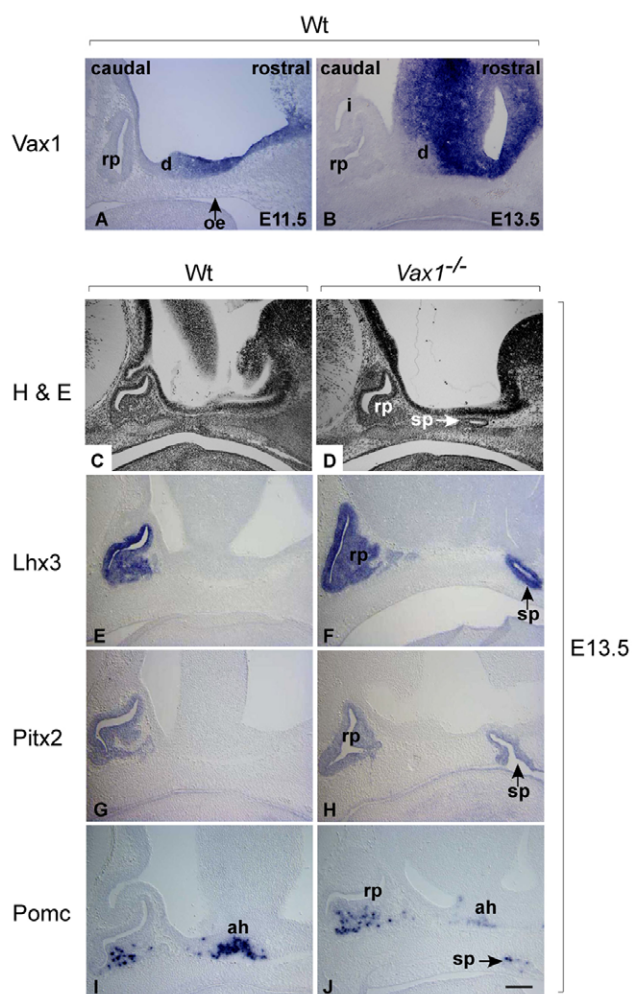 Wt
caudal rostral caudal rostral
Vax1
i
rp d rp d
A oe E11.5 B E13.5
Wt Vax1-/-
H & E
rp
sp
C D
Lhx3
rp
E F sp
E13.5
Pitx2
rp
G H sp
Pomc
rp
ah ah
sp
I J